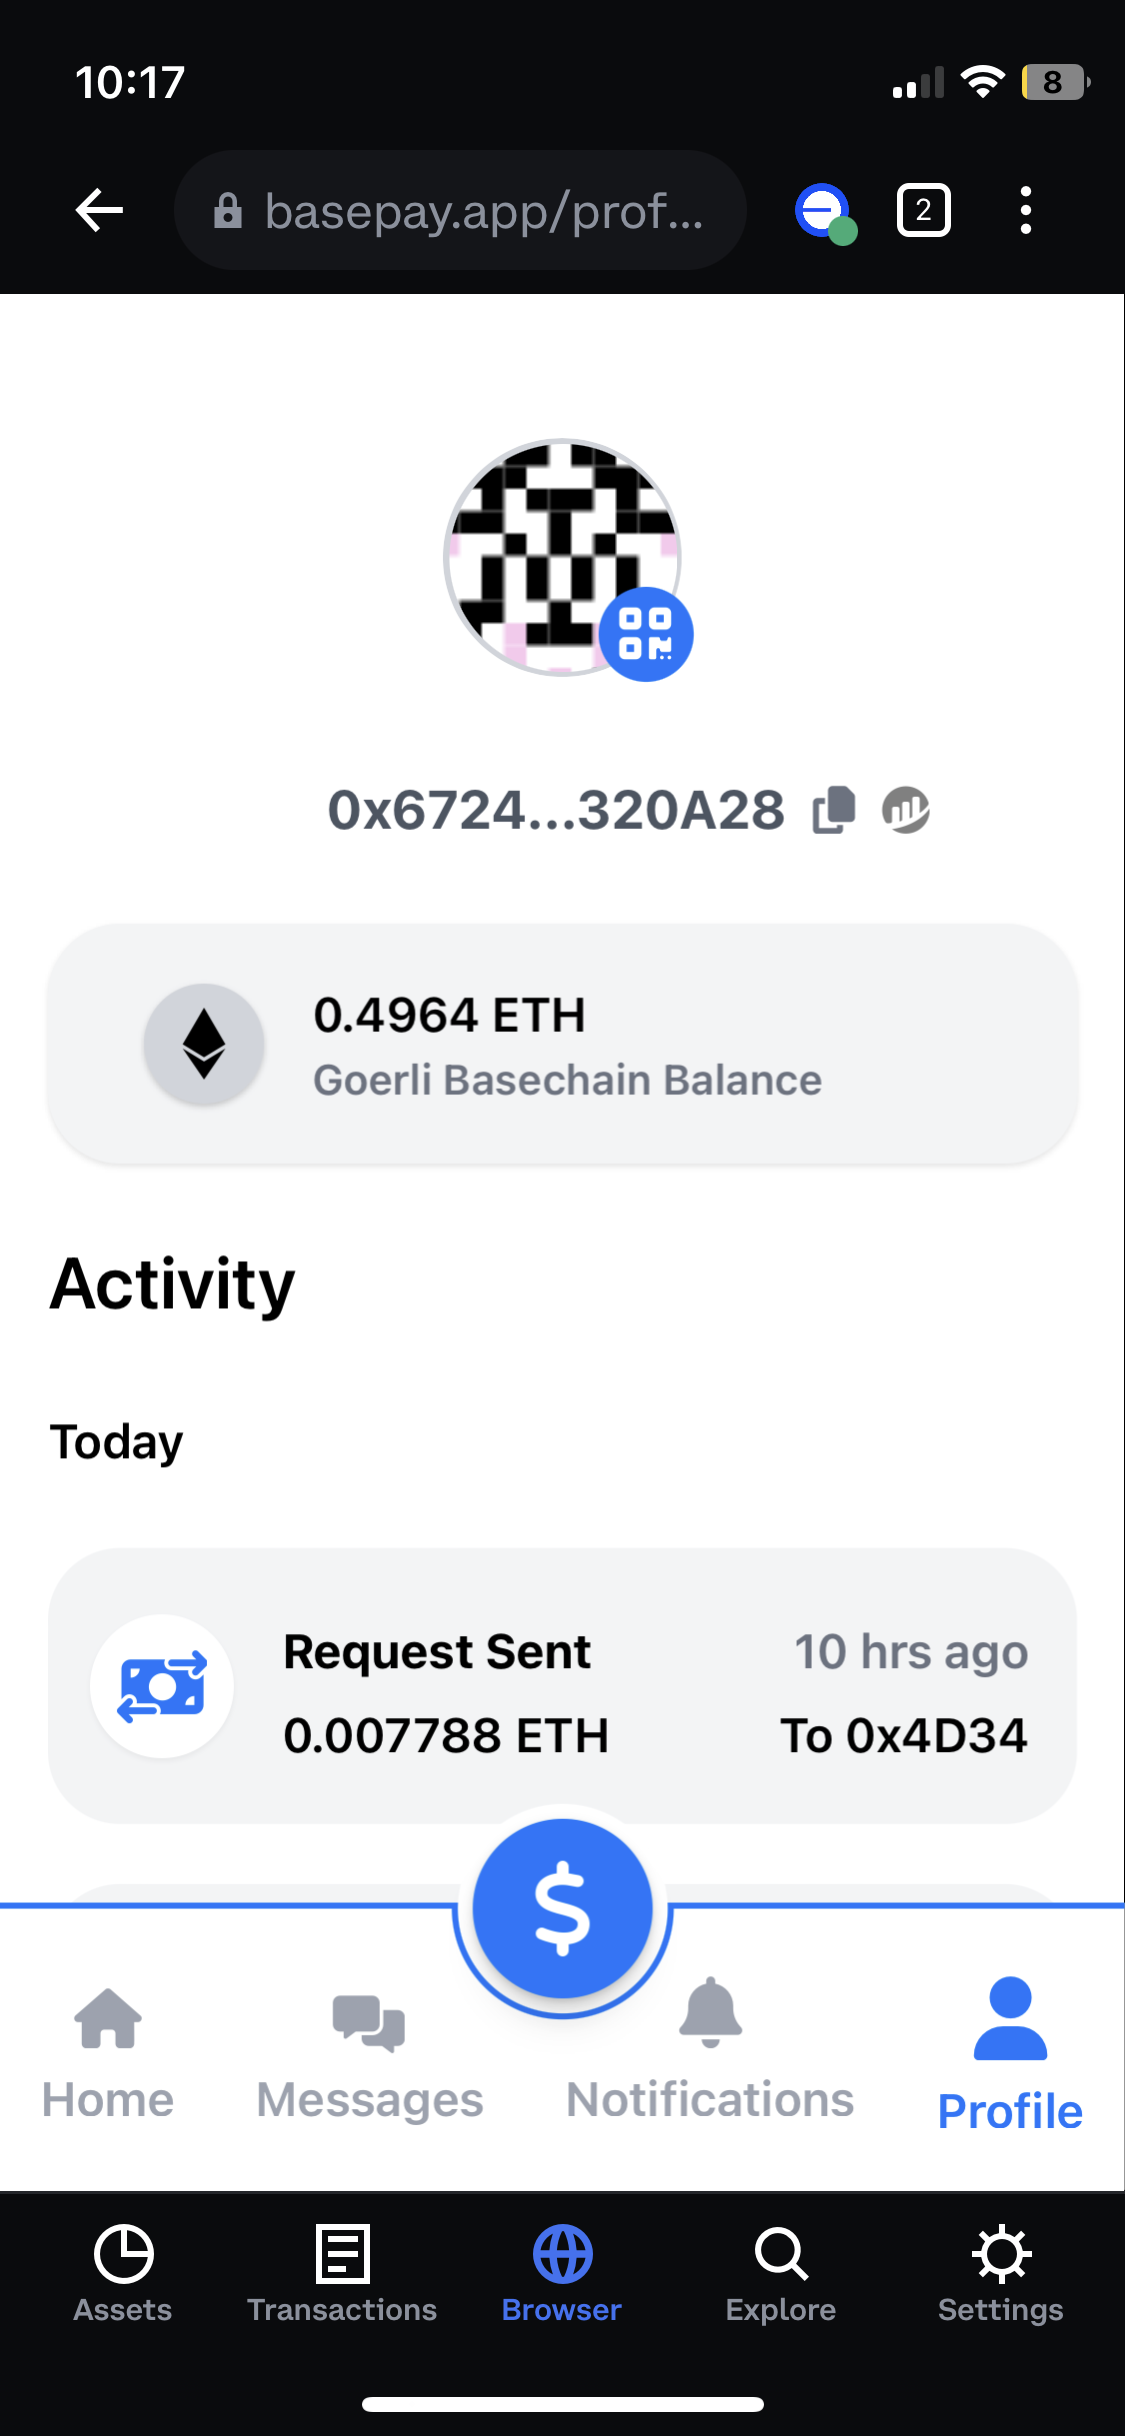 10:17
8
basepay.app/prof...
2
0x6724...320A28
0.4964 ETH
Goerli Basechain Balance
Activity
Today
Request Sent
10 hrs ago
0.007788 ETH
To 0x4D34
$
Home
Messages
Notifications
Profile
Assets
Transactions
Browser
Explore
Settings